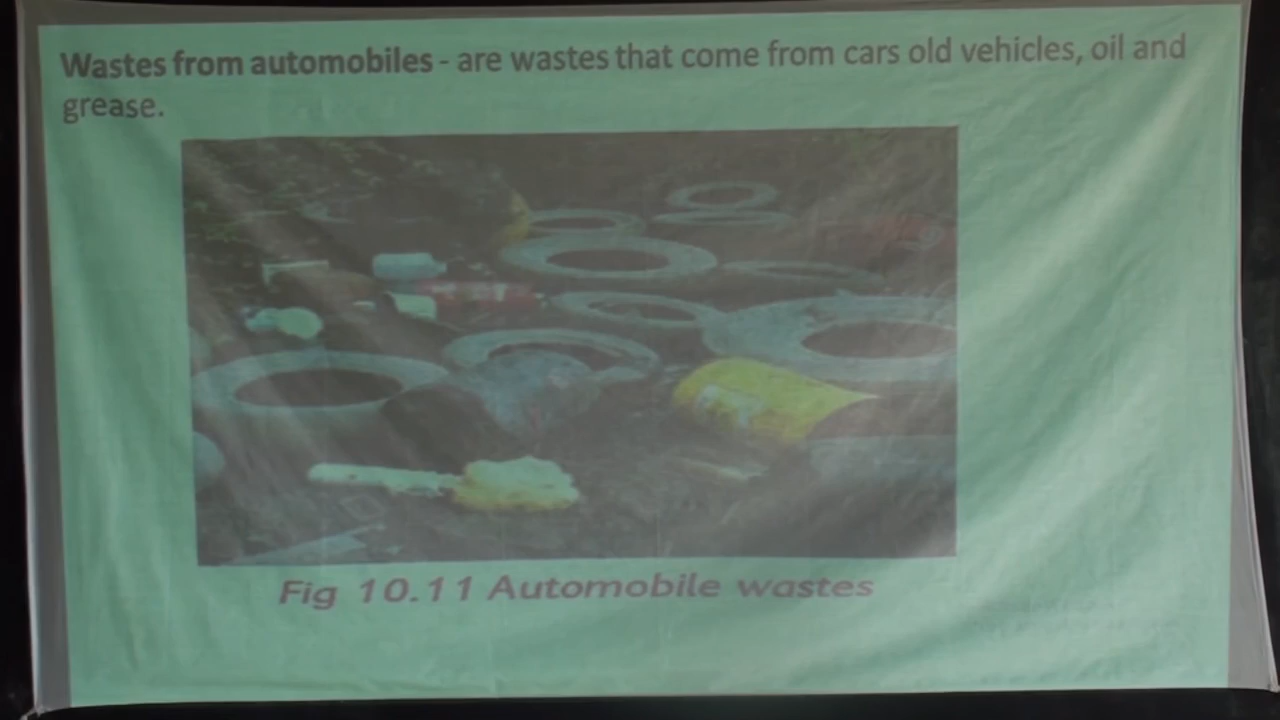 Wastes from automobiles - are wastes that come from cars old vehicles, oil and
grease.
Fig 10.11 Automobile wastes